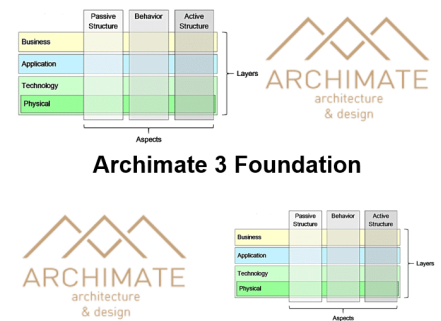 Passive
Structure
Behavior
Active
Structure
Business
Application
Technology
Physical
Layers
Aspects
ARCHIMATE
architecture
& design
Archimate 3 Foundation
ARCHIMATE
architecture
& design
Passive
Structure
Behavior
Active
Structure
Business
Application
Technology
Physical
Layers
Aspects